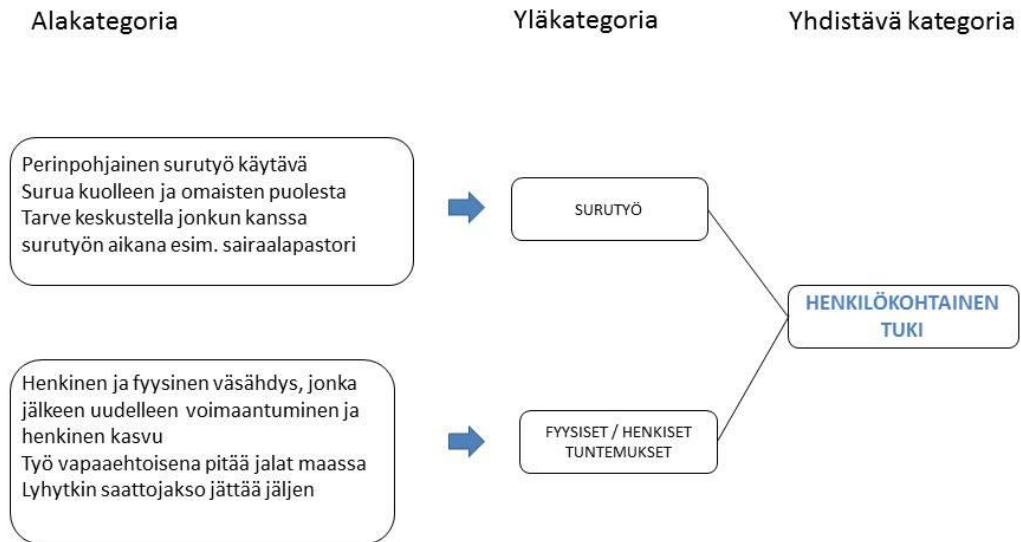 Alakategoria
Yläkategoria
Yhdistävä kategoria
Perinpohjainen surutyö käytävä
Surua kuolleen ja omaisten puolesta
Tarve keskustella jonkun kanssa
surutyön aikana esim. sairaalapastori
SURUTYÖ
HENKILÖKOHTAINEN
TUKI
Henkinen ja fyysinen väsähdys, jonka
jälkeen uudelleen voimaantuminen ja
henkinen kasvu
Työ vapaaehtoisena pitää jalat maassa
Lyhytkin saattojakso jättää jäljen
FYYSISET / HENKISET
TUNTEMUKSET